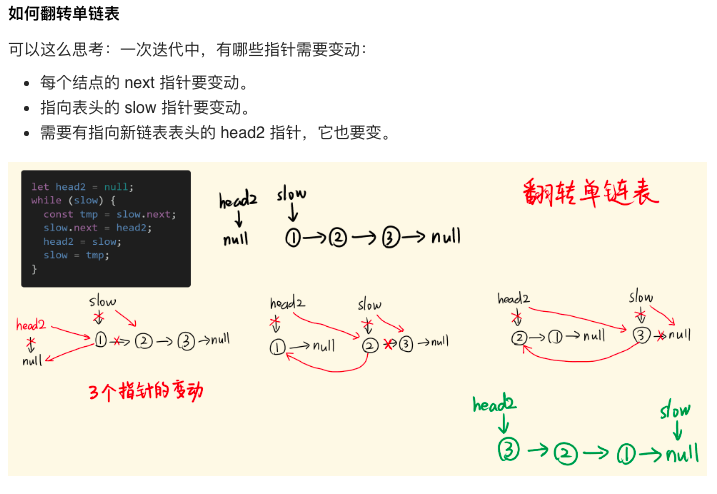 如何翻转单链表
可以这么思考：一次迭代中，有哪些指针需要变动：
• 每个结点的 next 指针要变动。
• 指向表头的 slow 指针要变动。
• 需要有指向新链表表头的 head2 指针，它也要变。
let head2 = null;
while (slow) {
const tmp = slow.next;
slow.next = head2;
head2 = slow;
slow = tmp;
}
head2 slow
null ① → ② → ③ → null
翻转单链表
slow
head2
① → ② → ③ → null
null
3个指针的变动
head2 slow
① → null ② → ③ → null
head2 slow
② → ① → null ③ → null
head2 slow
③ → ② → ① → null